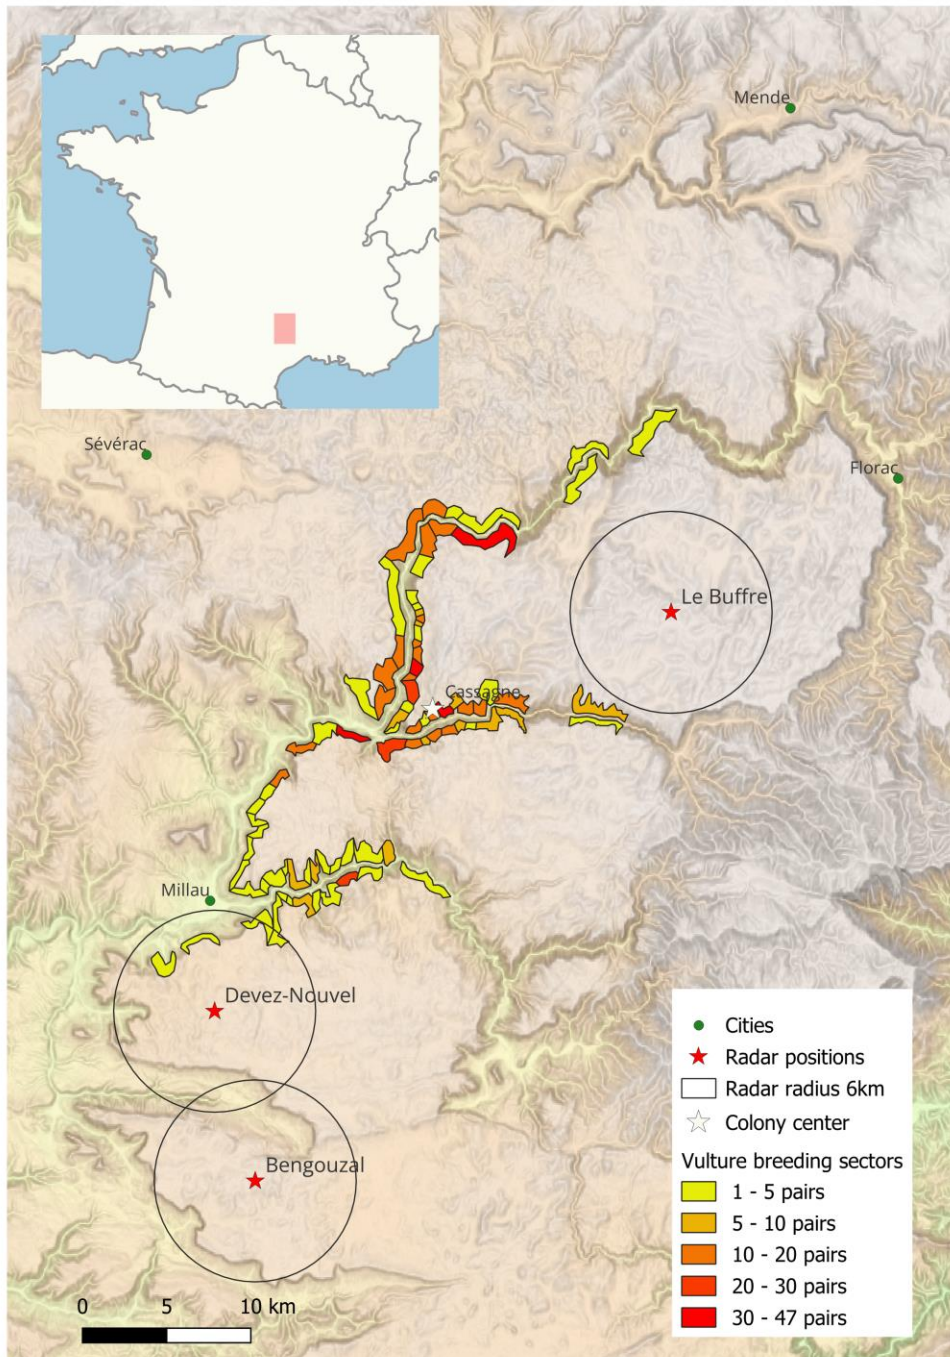 Mende
Sévérac
Florac
Le Buffre
Cassagne
Millau
Devez-Nouvel
Bengouzal
Cities
Radar positions
Radar radius 6km
Colony center
Vulture breeding sectors
1 - 5 pairs
5 - 10 pairs
10 - 20 pairs
20 - 30 pairs
30 - 47 pairs
0 5 10 km